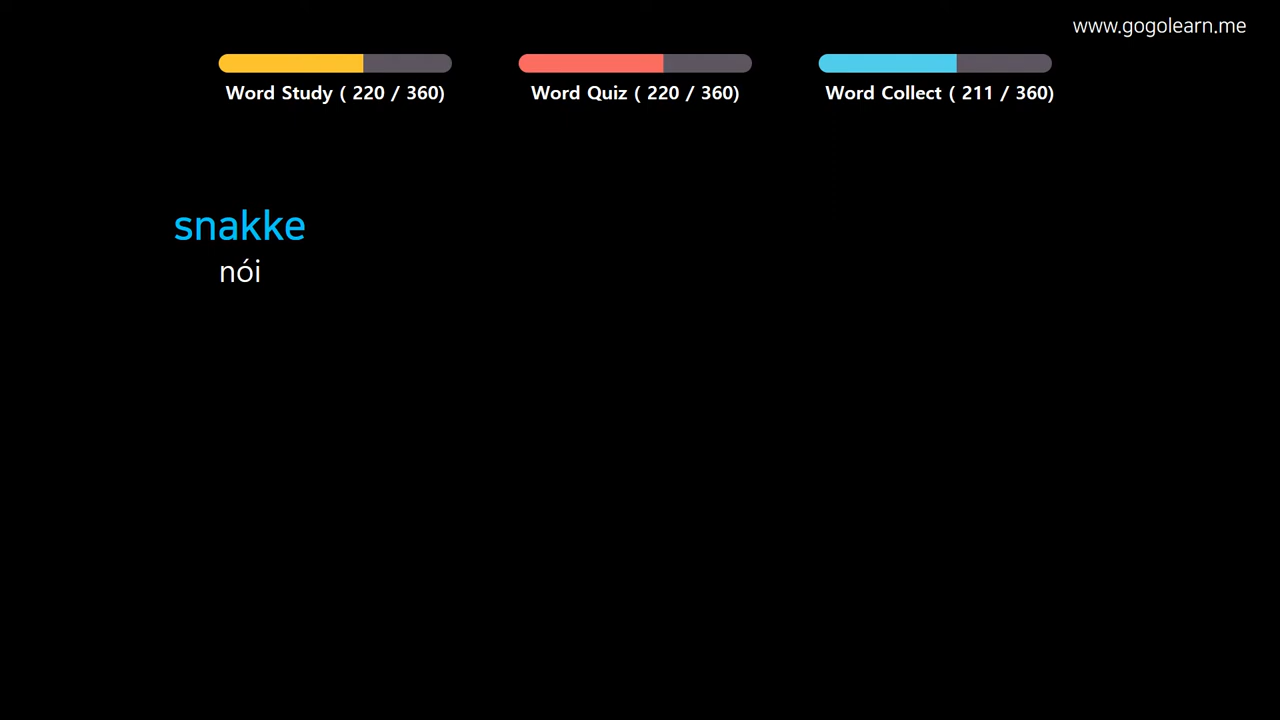 www.gogolearn.me
Word Study ( 220 / 360)
Word Quiz ( 220 / 360)
Word Collect ( 211 / 360)
snakke
nói